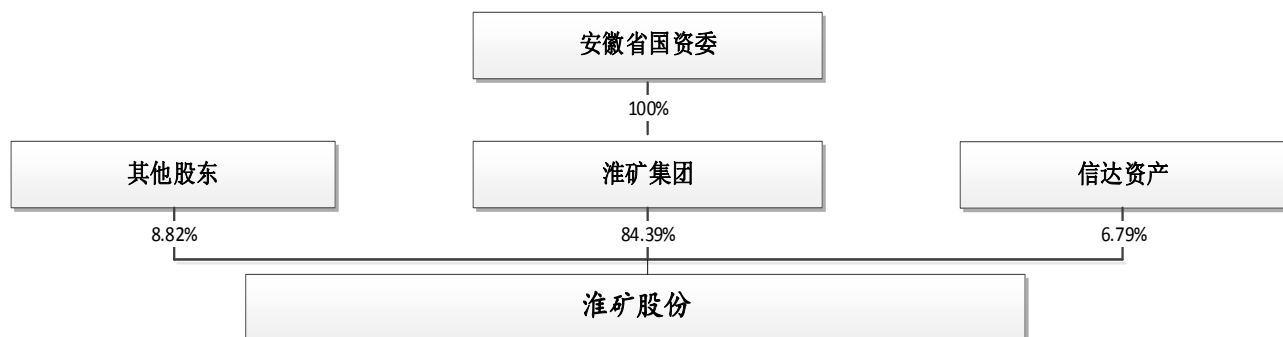 安徽省国资委
100%
其他股东
淮矿集团
信达资产
8.82%
84.39%
6.79%
淮矿股份